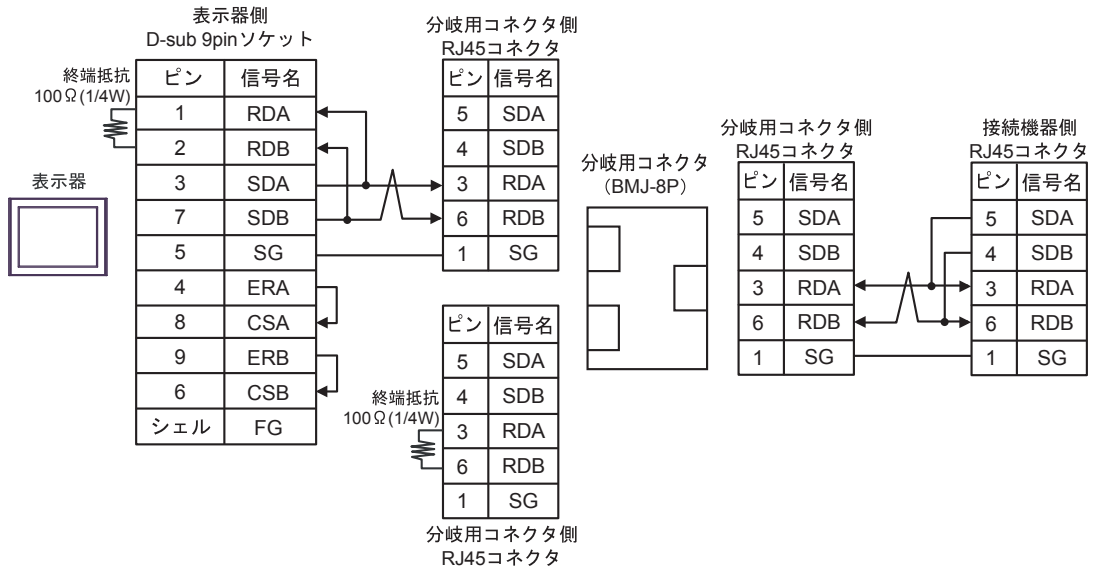 表示器側
D-sub 9pinソケット
終端抵抗
100Ω(1/4W)
ピン 信号名
1 RDA
2 RDB
3 SDA
7 SDB
5 SG
4 ERA
8 CSA
9 ERB
6 CSB
シェル FG
表示器
分岐用コネクタ側
RJ45コネクタ
ピン 信号名
5 SDA
4 SDB
3 RDA
6 RDB
1 SG
終端抵抗
100Ω(1/4W)
ピン 信号名
5 SDA
4 SDB
3 RDA
6 RDB
1 SG
分岐用コネクタ側
RJ45コネクタ
分岐用コネクタ
(BMJ-8P)
分岐用コネクタ側
RJ45コネクタ
ピン 信号名
5 SDA
4 SDB
3 RDA
6 RDB
1 SG
接続機器側
RJ45コネクタ
ピン 信号名
5 SDA
4 SDB
3 RDA
6 RDB
1 SG